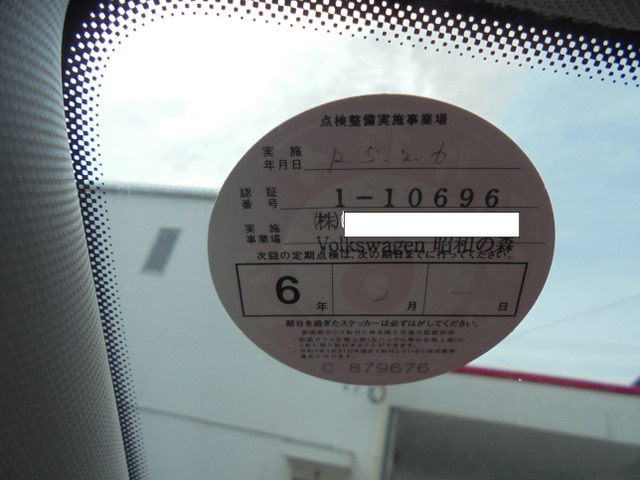 点検整備実施事業場
実施
年月日 R.5.2.6
認証
番号 1-10696
実施
事業場 (株)
Volkswagen 昭和の森
次回の定期点検は、次の期日までに行ってください。
6年 2月 一日
期日を過ぎたステッカーは必ずはがしてください。
C 879676